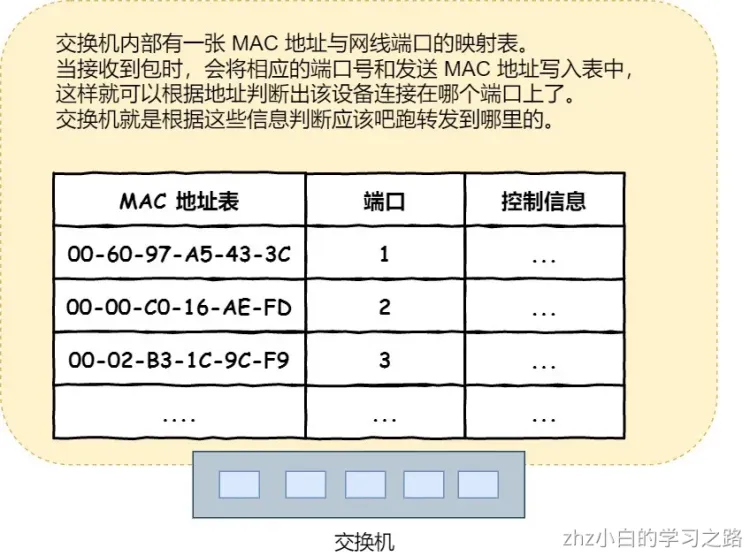 交换机内部有一张 MAC 地址与网线端口的映射表。
当接收到包时，会将相应的端口号和发送 MAC 地址写入表中，
这样就可以根据地址判断出该设备连接在哪个端口上了。
交换机就是根据这些信息判断应该吧跑转发到哪里的。
MAC 地址表 端口 控制信息
00-60-97-A5-43-3C 1 ...
00-00-C0-16-AE-FD 2 ...
00-02-B3-1C-9C-F9 3 ...
.... ... ...
交换机
zhz小白的学习之路